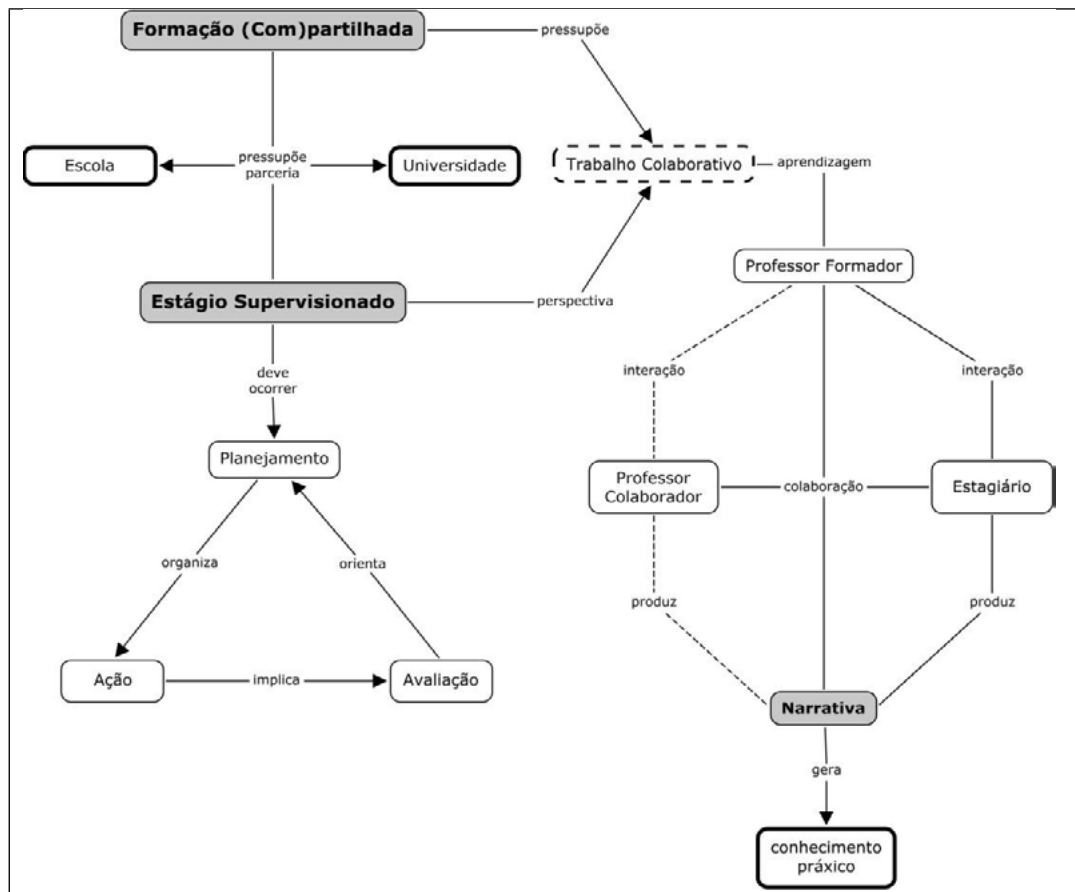 Formação (Com)partilhada
pressupõe
Escola
pressupõe
parceria
Universidade
Trabalho Colaborativo
aprendizagem
Professor Formador
Estágio Supervisionado
perspectiva
deve
ocorrer
interação
interação
Planejamento
Professor
Colaborador
colaboração
Estagiário
organiza
orienta
produz
produz
Ação
implica
Avaliação
Narrativa
gera
conhecimento
práxico